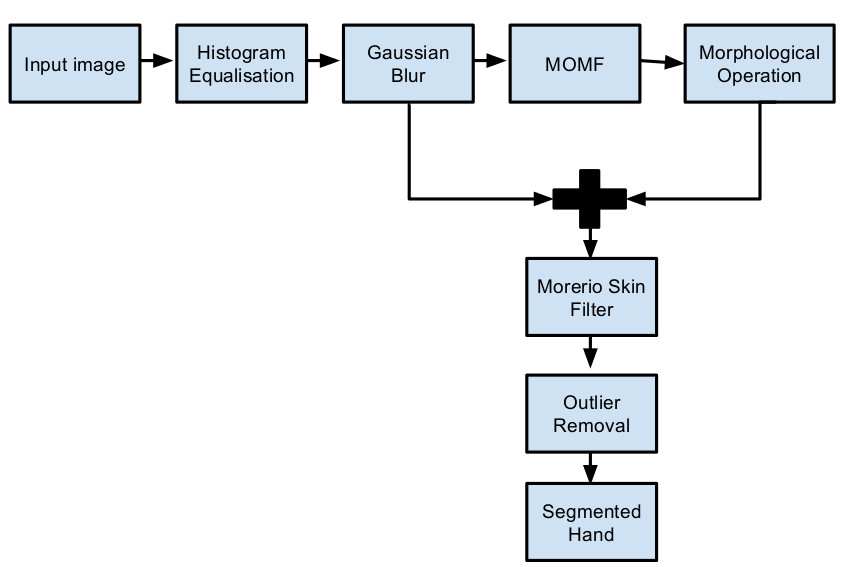 Input image
Histogram
Equalisation
Gaussian
Blur
MOMF
Morphological
Operation
Morerio Skin
Filter
Outlier
Removal
Segmented
Hand